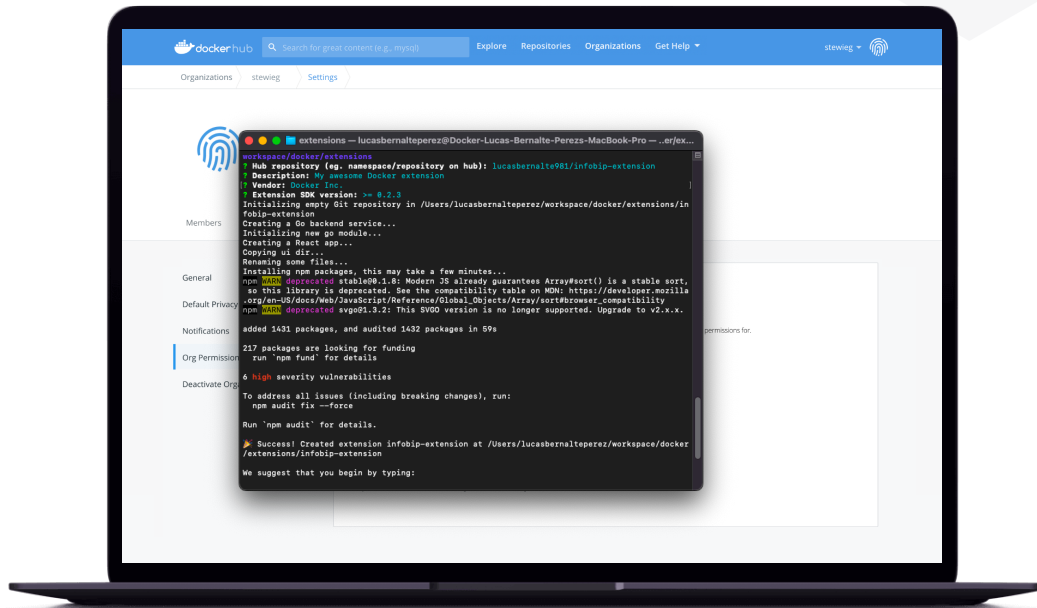 dockerhub
Search for great content (e.g., mysql)
Explore Repositories Organizations Get Help
stewieg
Organizations stewieg Settings
extensions — lucasbernalteperez@Docker-Lucas-Bernalte-Perezs-MacBook-Pro — ..er/ex...
workspace/docker/extensions
? Hub repository (eg. namespace/repository on hub): lucasbernalte981/infobip-extension
? Description: My awesome Docker extension
[? Vendor: Docker Inc. ]
? Extension SDK version: >= 0.2.3
Initializing empty Git repository in /Users/lucasbernalteperez/workspace/docker/extensions/in
fobip-extension
Creating a Go backend service...
Initializing new go module...
Creating a React app...
Copying ui dir...
Renaming some files...
Installing npm packages, this may take a few minutes...
npm WARN deprecated stable@0.1.8: Modern JS already guarantees Array#sort() is a stable sort,
so this library is deprecated. See the compatibility table on MDN: https://developer.mozilla
.org/en-US/docs/Web/JavaScript/Reference/Global_Objects/Array/sort#browser_compatibility
npm WARN deprecated svgo@1.3.2: This SVGO version is no longer supported. Upgrade to v2.x.x.
added 1431 packages, and audited 1432 packages in 59s
217 packages are looking for funding
run `npm fund` for details
6 high severity vulnerabilities
To address all issues (including breaking changes), run:
npm audit fix --force
Run `npm audit` for details.
🎉 Success! Created extension infobip-extension at /Users/lucasbernalteperez/workspace/docker
/extensions/infobip-extension
We suggest that you begin by typing:
Members
General
Default Privacy
Notifications
Org Permission
Deactivate Org
permissions for.